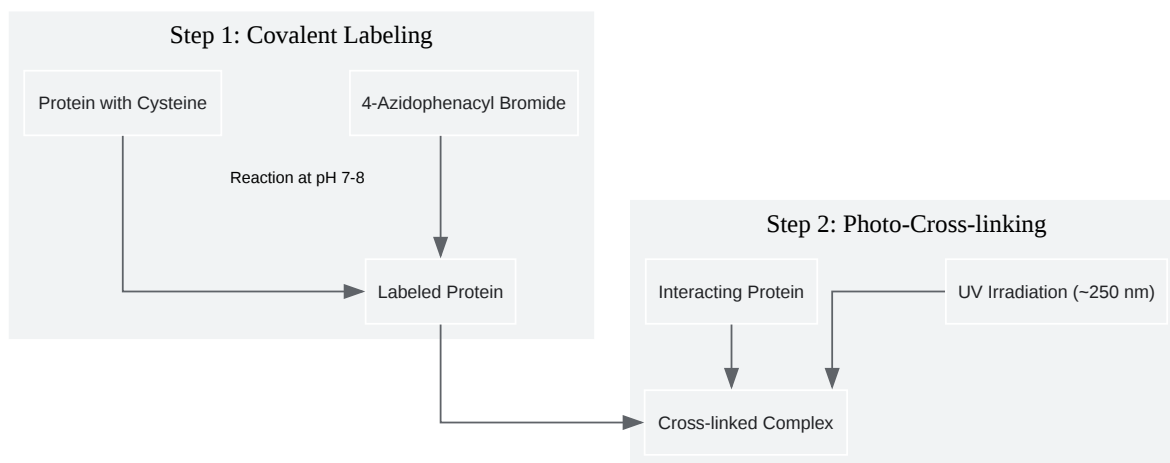 Step 1: Covalent Labeling
Protein with Cysteine
4-Azidophenacyl Bromide
Reaction at pH 7-8
Labeled Protein
Step 2: Photo-Cross-linking
Interacting Protein
UV Irradiation (~250 nm)
Cross-linked Complex